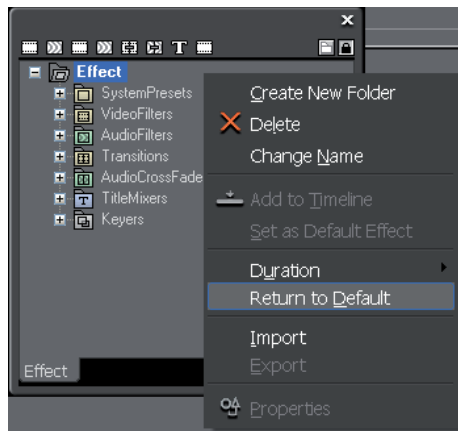 Effect
SystemPresets
VideoFilters
AudioFilters
Transitions
AudioCrossFade
TitleMixers
Keyers
Effect
Create New Folder
Delete
Change Name
Add to Timeline
Set as Default Effect
Duration
Return to Default
Import
Export
Properties